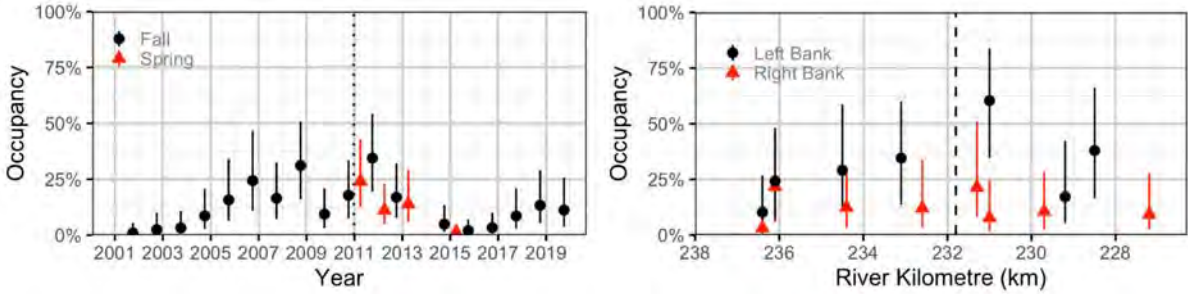 100%
75%
50%
25%
0%
Occupancy
Fall
Spring
2001 2003 2005 2007 2009 2011 2013 2015 2017 2019
Year
100%
75%
50%
25%
0%
Occupancy
Left Bank
Right Bank
238 236 234 232 230 228
River Kilometre (km)